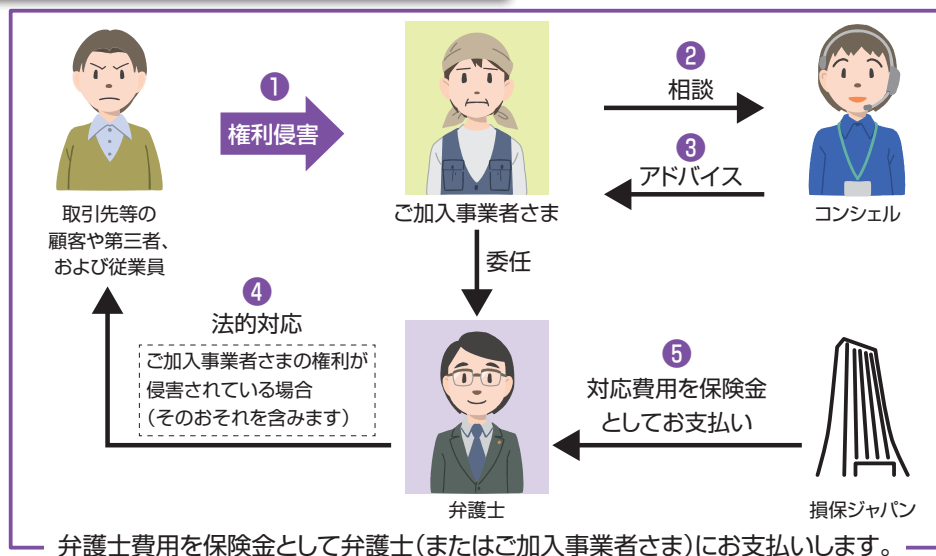 ❶
権利侵害
取引先等の
顧客や第三者、
および従業員
ご加入事業者さま
❷
相談
❸
アドバイス
コンシェル
委任
❹
法的対応
ご加入事業者さまの権利が
侵害されている場合
（そのおそれを含みます）
弁護士
❺
対応費用を保険金
としてお支払い
損保ジャパン
弁護士費用を保険金として弁護士（またはご加入事業者さま）にお支払いします。